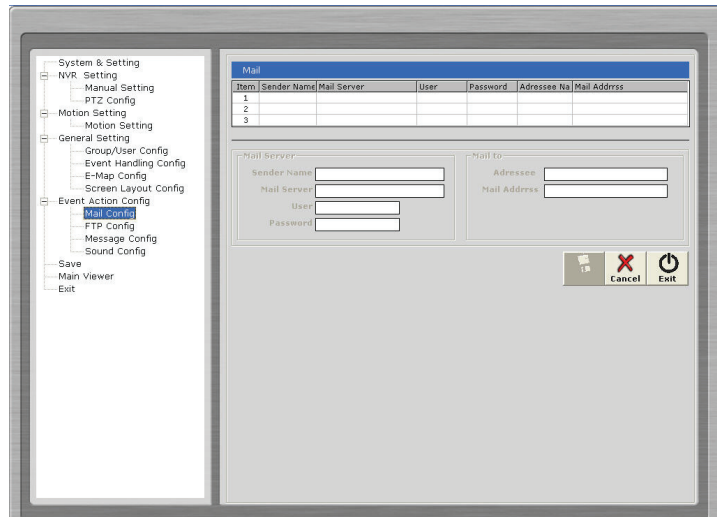 System & Setting
NVR Setting
Manual Setting
PTZ Config
Motion Setting
Motion Setting
General Setting
Group/User Config
Event Handling Config
E-Map Config
Screen Layout Config
Event Action Config
Mail Config
FTP Config
Message Config
Sound Config
Save
Main Viewer
Exit
Mail
Item Sender Name Mail Server User Password Adressee Na Mail Addrrss
1
2
3
Mail Server
Sender Name
Mail Server
User
Password
Mail to
Adressee
Mail Addrrss
Cancel
Exit